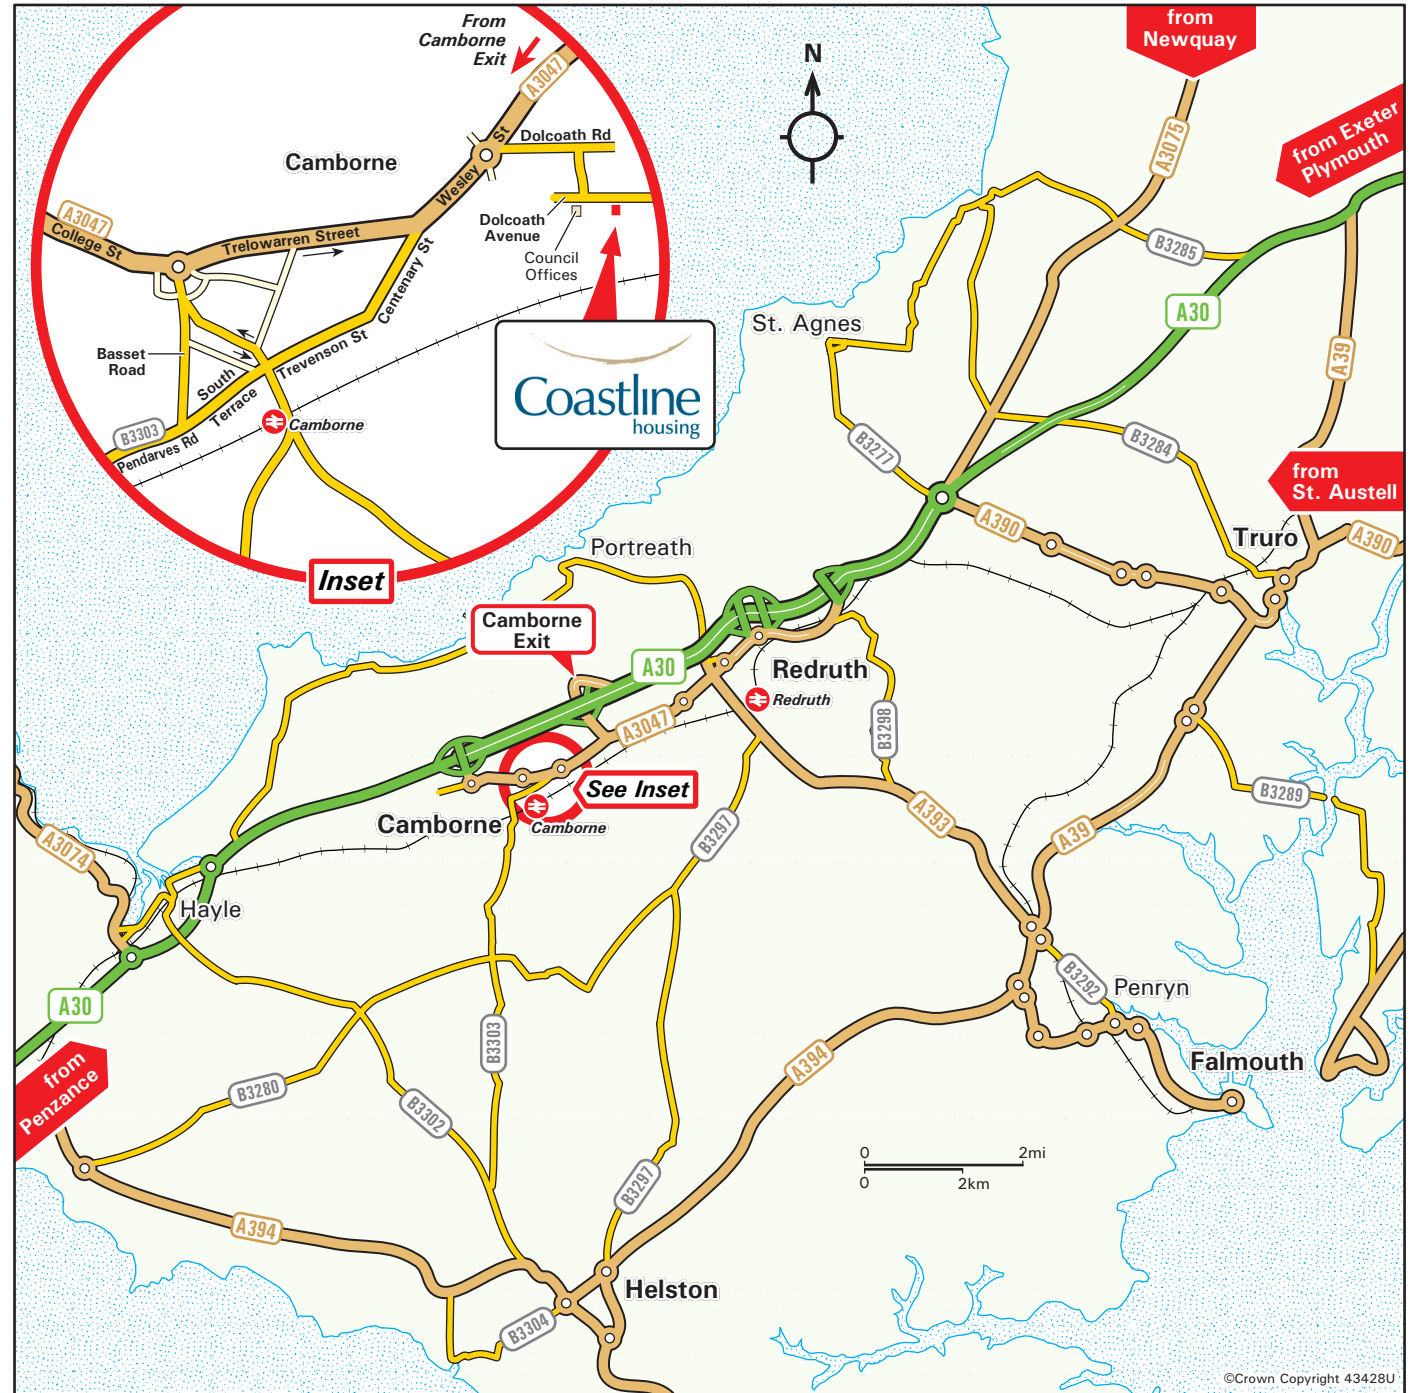 From
Camborne
Exit
A3047
Camborne
Dolcoath Rd
Wesley St
A3047
College St
Trelowarren Street
Dolcoath
Avenue
Council
Offices
Centenary St
Basset
Road
South
Terrace
Trevenson St
B3303
Pendarves Rd
Camborne
Coastline
housing
Inset
N
from
Newquay
from Exeter
Plymouth
A3075
B3285
A30
A39
St. Agnes
B3277
B3284
from
St. Austell
A390
Truro
A390
Portreath
Camborne
Exit
A30
Redruth
Redruth
A3047
B3298
See Inset
Camborne
Camborne
B3297
A393
A39
B3289
A3074
Hayle
A30
from
Penzance
B3303
B3280
B3302
A394
B3292
Penryn
Falmouth
B3297
0 2mi
0 2km
A394
Helston
B3304
©Crown Copyright 43428U